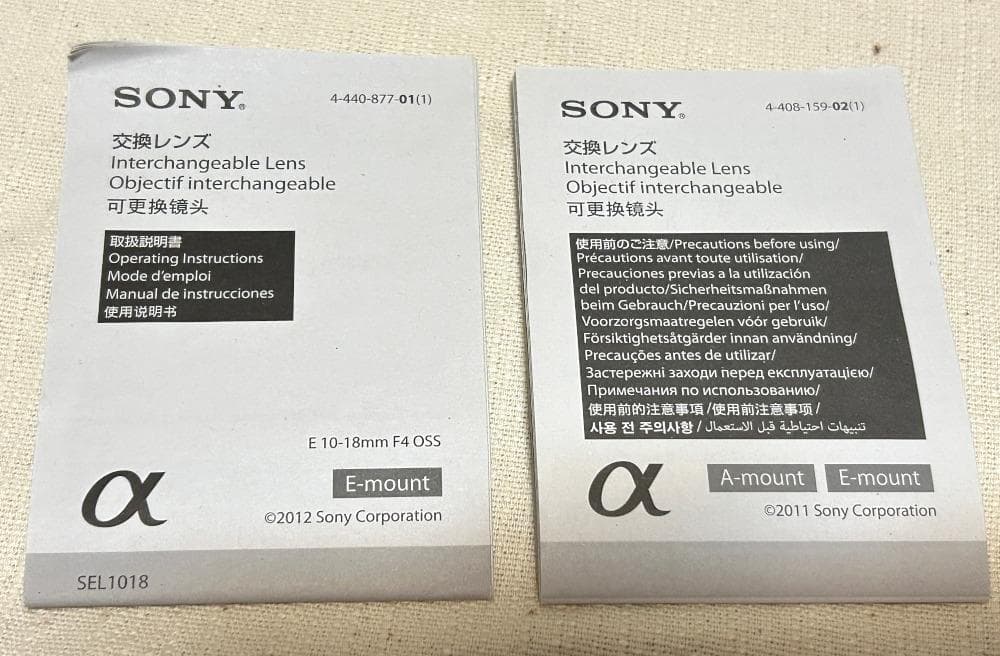 SONY®
4-440-877-01(1)
交換レンズ
Interchangeable Lens
Objectif interchangeable
可更换镜头
取扱説明書
Operating Instructions
Mode d'emploi
Manual de instrucciones
使用说明书
E 10-18mm F4 OSS
α
E-mount
©2012 Sony Corporation
SEL1018
SONY®
4-408-159-02(1)
交換レンズ
Interchangeable Lens
Objectif interchangeable
可更换镜头
使用前のご注意/Precautions before using/
Précautions avant toute utilisation/
Precauciones previas a la utilización
del producto/Sicherheitsmaßnahmen
beim Gebrauch/Precauzioni per l'uso/
Voorzorgsmaatregelen vóór gebruik/
Försiktighetsåtgärder innan användning/
Precauções antes de utilizar/
Застережні заходи перед експлуатацією/
Примечания по использованию/
使用前的注意事項 /使用前注意事项 /
사용 전 주의사항 / تنبيهات احتياطية قبل الاستعمال
α
A-mount
E-mount
©2011 Sony Corporation